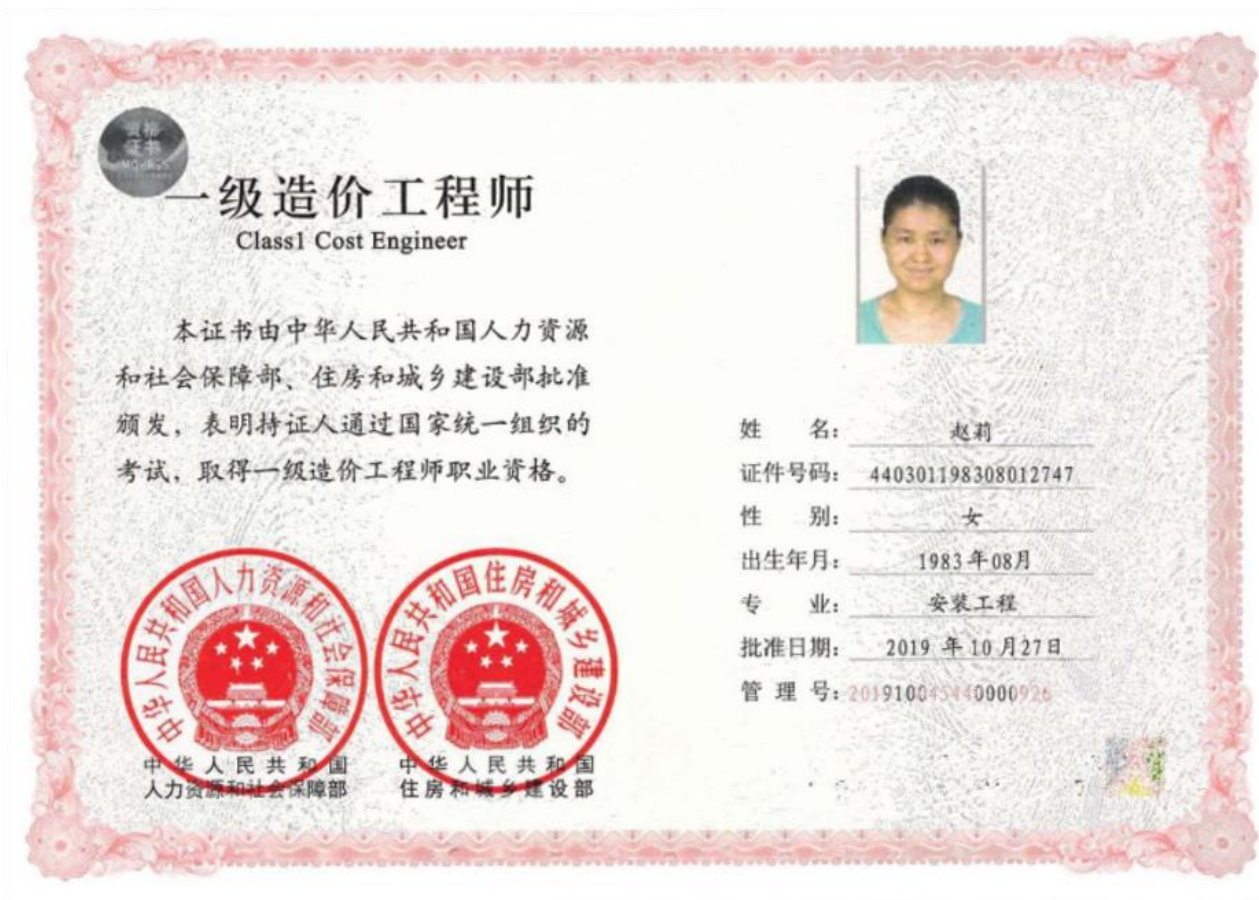 资格
证书
一级造价工程师
Class1 Cost Engineer
本证书由中华人民共和国人力资源
和社会保障部、住房和城乡建设部批准
颁发，表明持证人通过国家统一组织的
考试，取得一级造价工程师职业资格。
中华人民共和国人力资源和社会保障部
中华人民共和国住房和城乡建设部
中华人民共和国
人力资源和社会保障部
中华人民共和国
住房和城乡建设部
姓 名：赵莉
证件号码：440301198308012747
性 别：女
出生年月：1983年08月
专 业：安装工程
批准日期：2019 年 10 月27日
管 理 号：201910045440000926